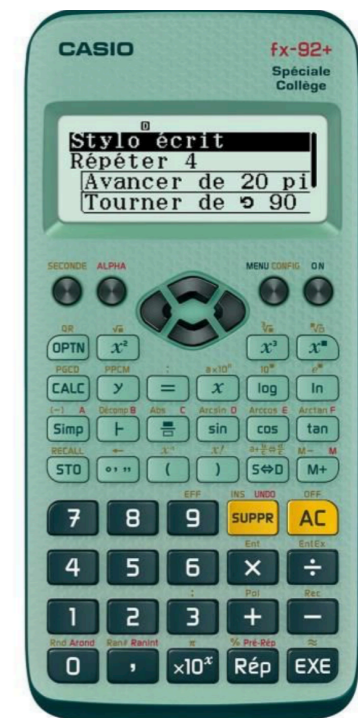 CASIO fx-92+
Spéciale
Collège
D
Stylo écrit
Répéter 4
Avancer de 20 pi
Tourner de ↺ 90
SECONDE ALPHA MENU CONFIG ON
QR
OPTN x² x³ x■
PGCD PPCM : a×10ⁿ 10■ e■
CALC y = x log ln
(−) A Décomp B Abs C Arcsin D Arccos E Arctan F
Simp sin cos tan
RECALL M− M
STO ° ’ ” ( ) S⇔D M+
EFF INS UNDO OFF
7 8 9 SUPPR AC
Ent EntEx
4 5 6 × ÷
; Pol Rec
1 2 3 + −
Rnd Arond Ran# RanInt π % Pré-Rép ≈
0 , ×10ˣ Rép EXE